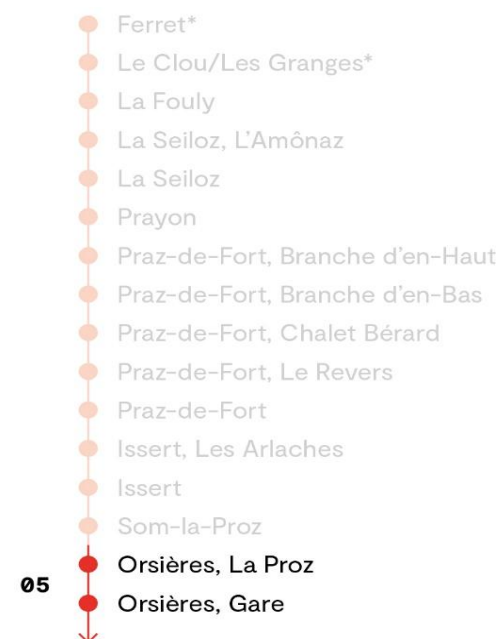 Ferret*
Le Clou/Les Granges*
La Fouly
La Seiloz, L'Amônaz
La Seiloz
Prayon
Praz-de-Fort, Branche d'en-Haut
Praz-de-Fort, Branche d'en-Bas
Praz-de-Fort, Chalet Bérard
Praz-de-Fort, Le Revers
Praz-de-Fort
Issert, Les Arlaches
Issert
Som-la-Proz
Orsières, La Proz
05
Orsières, Gare